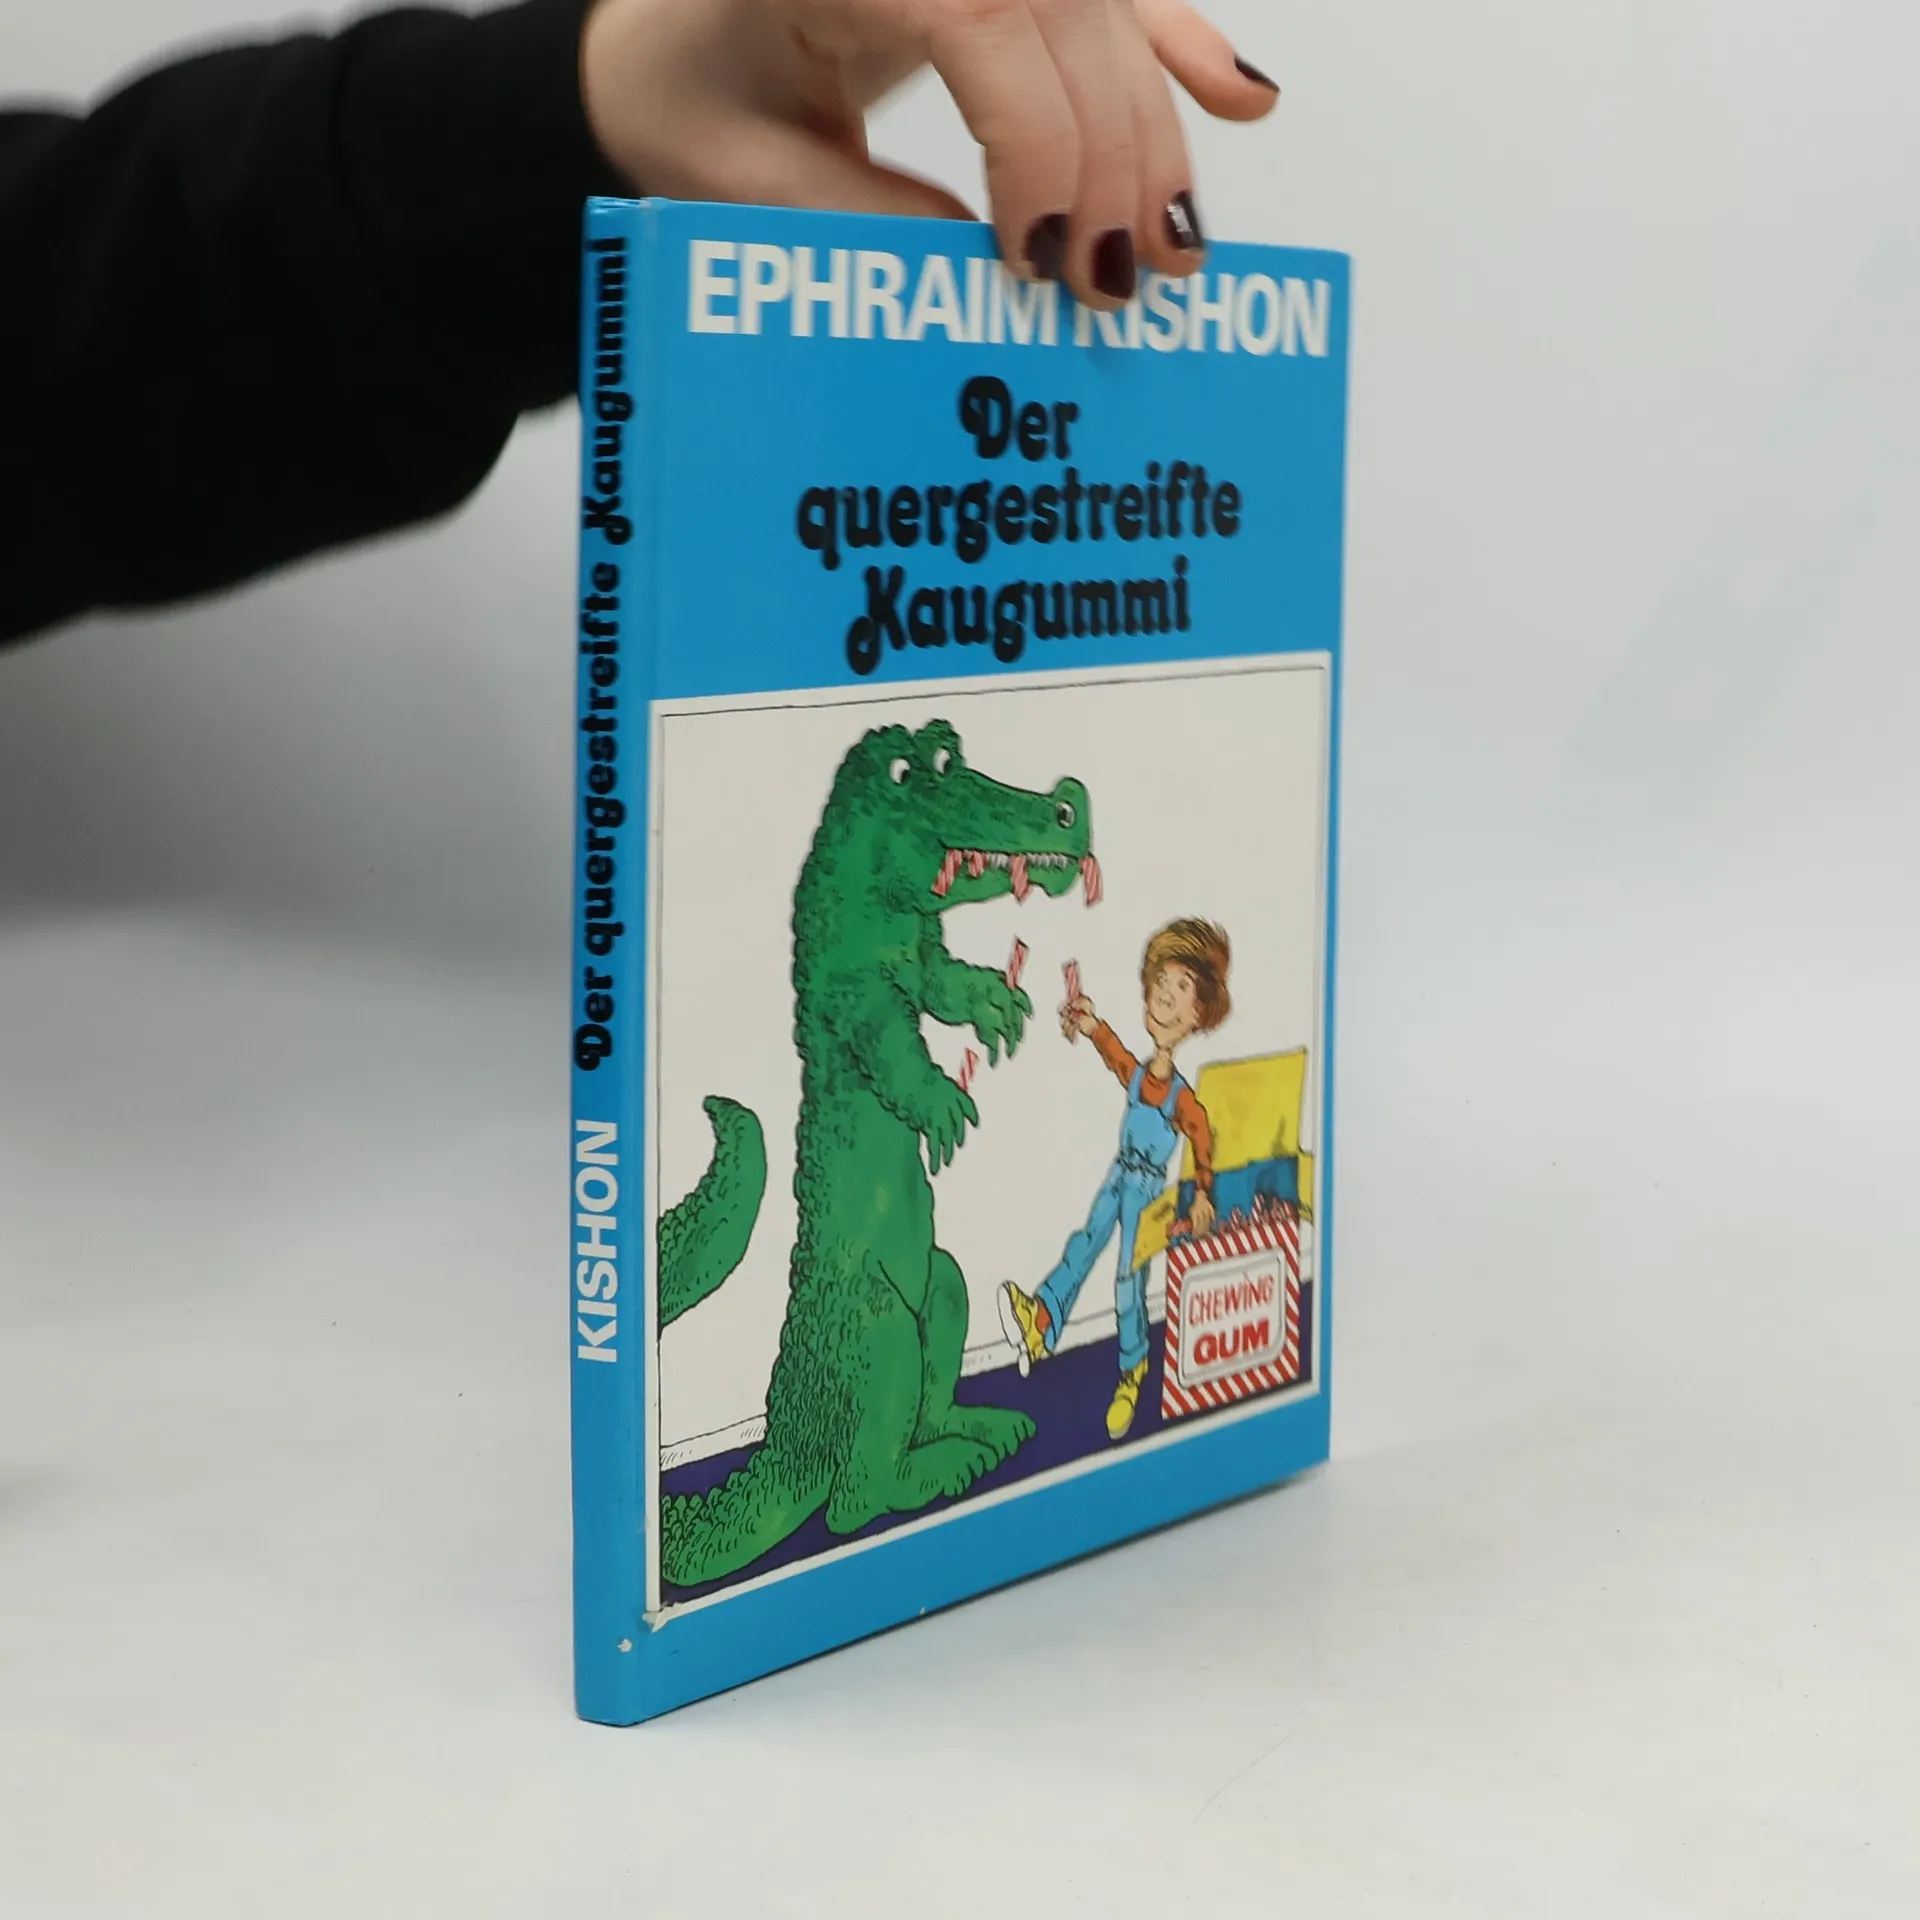 EPHRAIM KISHON
Der
quergestreifte
Kaugummi
CHEWING
GUM
KISHON Der quergestreifte Kaugummi